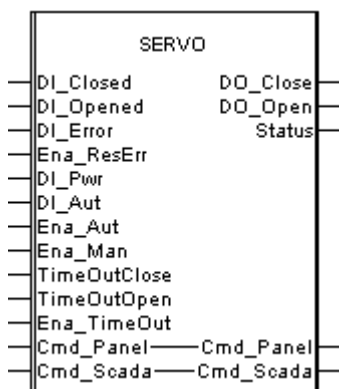 SERVO
DI_Closed DO_Close
DI_Opened DO_Open
DI_Error Status
Ena_ResErr
DI_Pwr
DI_Aut
Ena_Aut
Ena_Man
TimeOutClose
TimeOutOpen
Ena_TimeOut
Cmd_Panel Cmd_Panel
Cmd_Scada Cmd_Scada